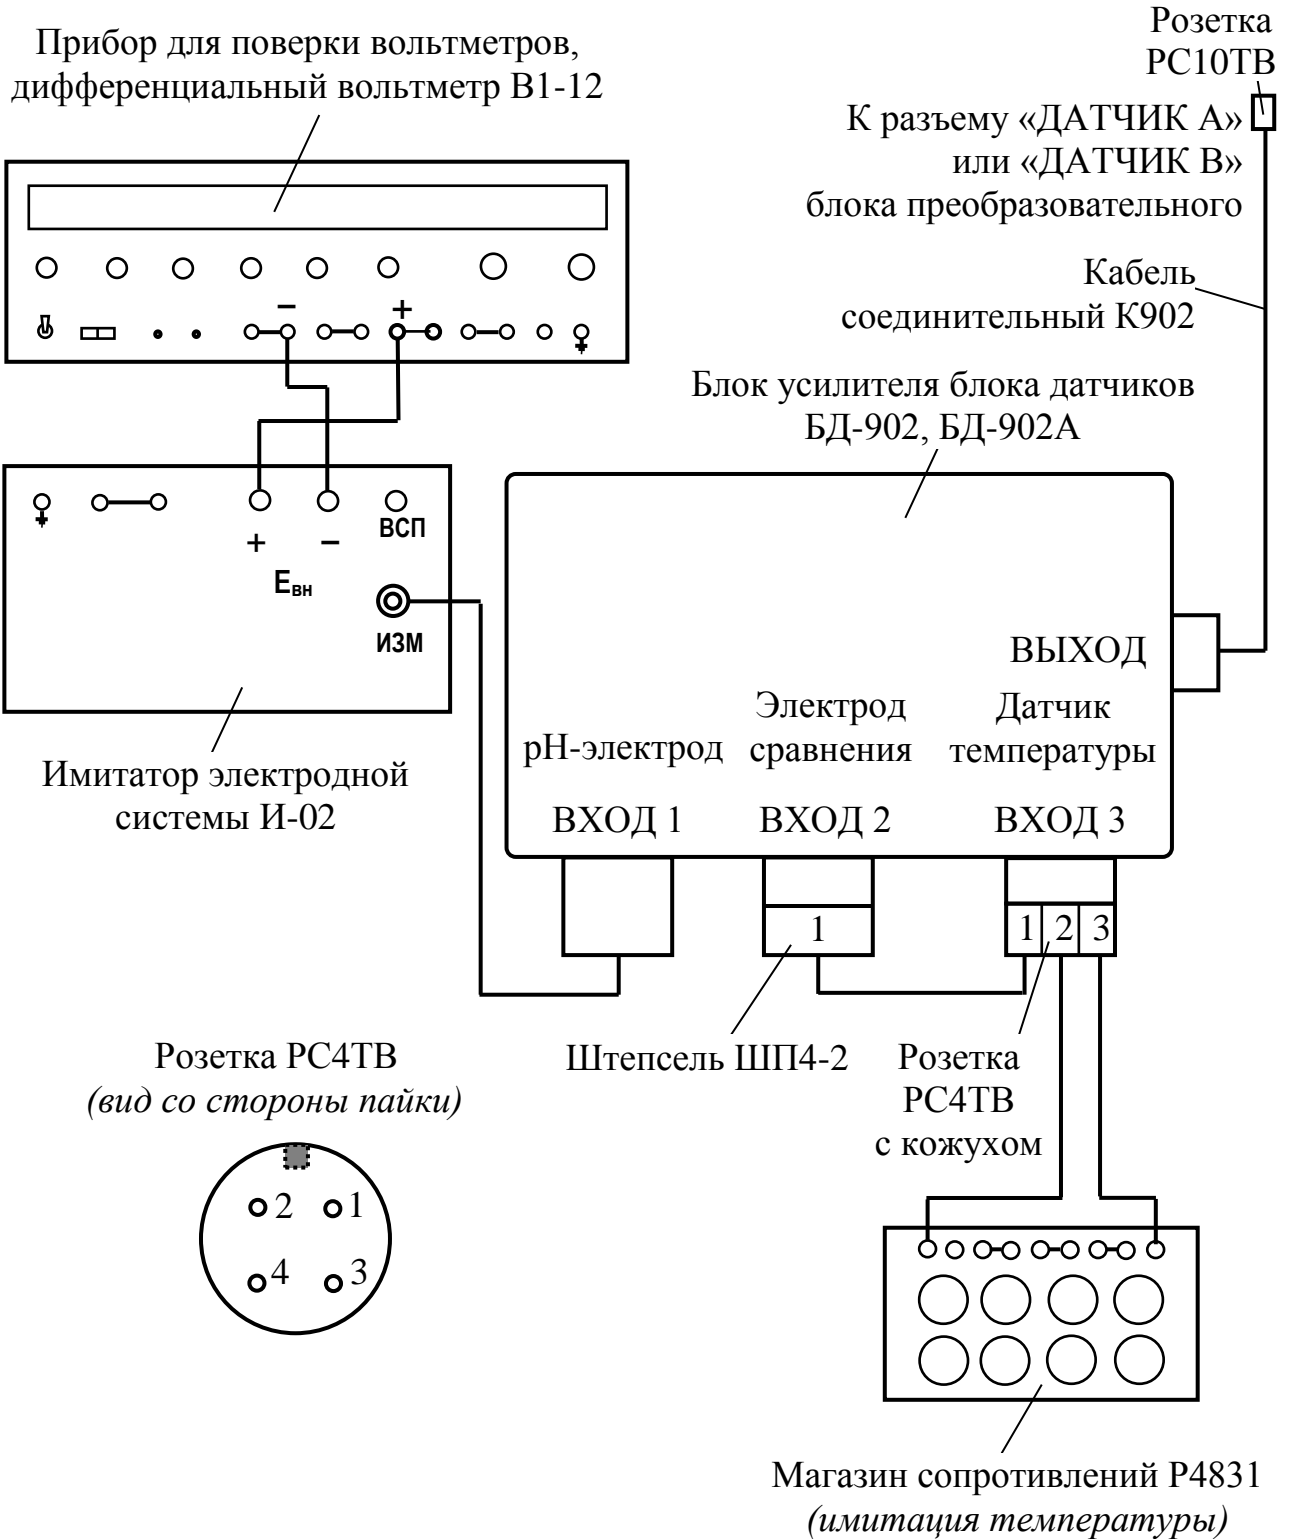 Прибор для поверки вольтметров,
дифференциальный вольтметр В1-12
Розетка
РС10ТВ
К разъему «ДАТЧИК А»
или «ДАТЧИК В»
блока преобразовательного
Кабель
соединительный К902
− +
Блок усилителя блока датчиков
БД-902, БД-902А
+ −
ВСП
Евн
ИЗМ
ВЫХОД
рН-электрод
Электрод
сравнения
Датчик
температуры
ВХОД 1
ВХОД 2
ВХОД 3
Имитатор электродной
системы И-02
1
1 2 3
Штепсель ШП4-2
Розетка
РС4ТВ
с кожухом
Розетка РС4ТВ
(вид со стороны пайки)
2 1
4 3
Магазин сопротивлений Р4831
(имитация температуры)